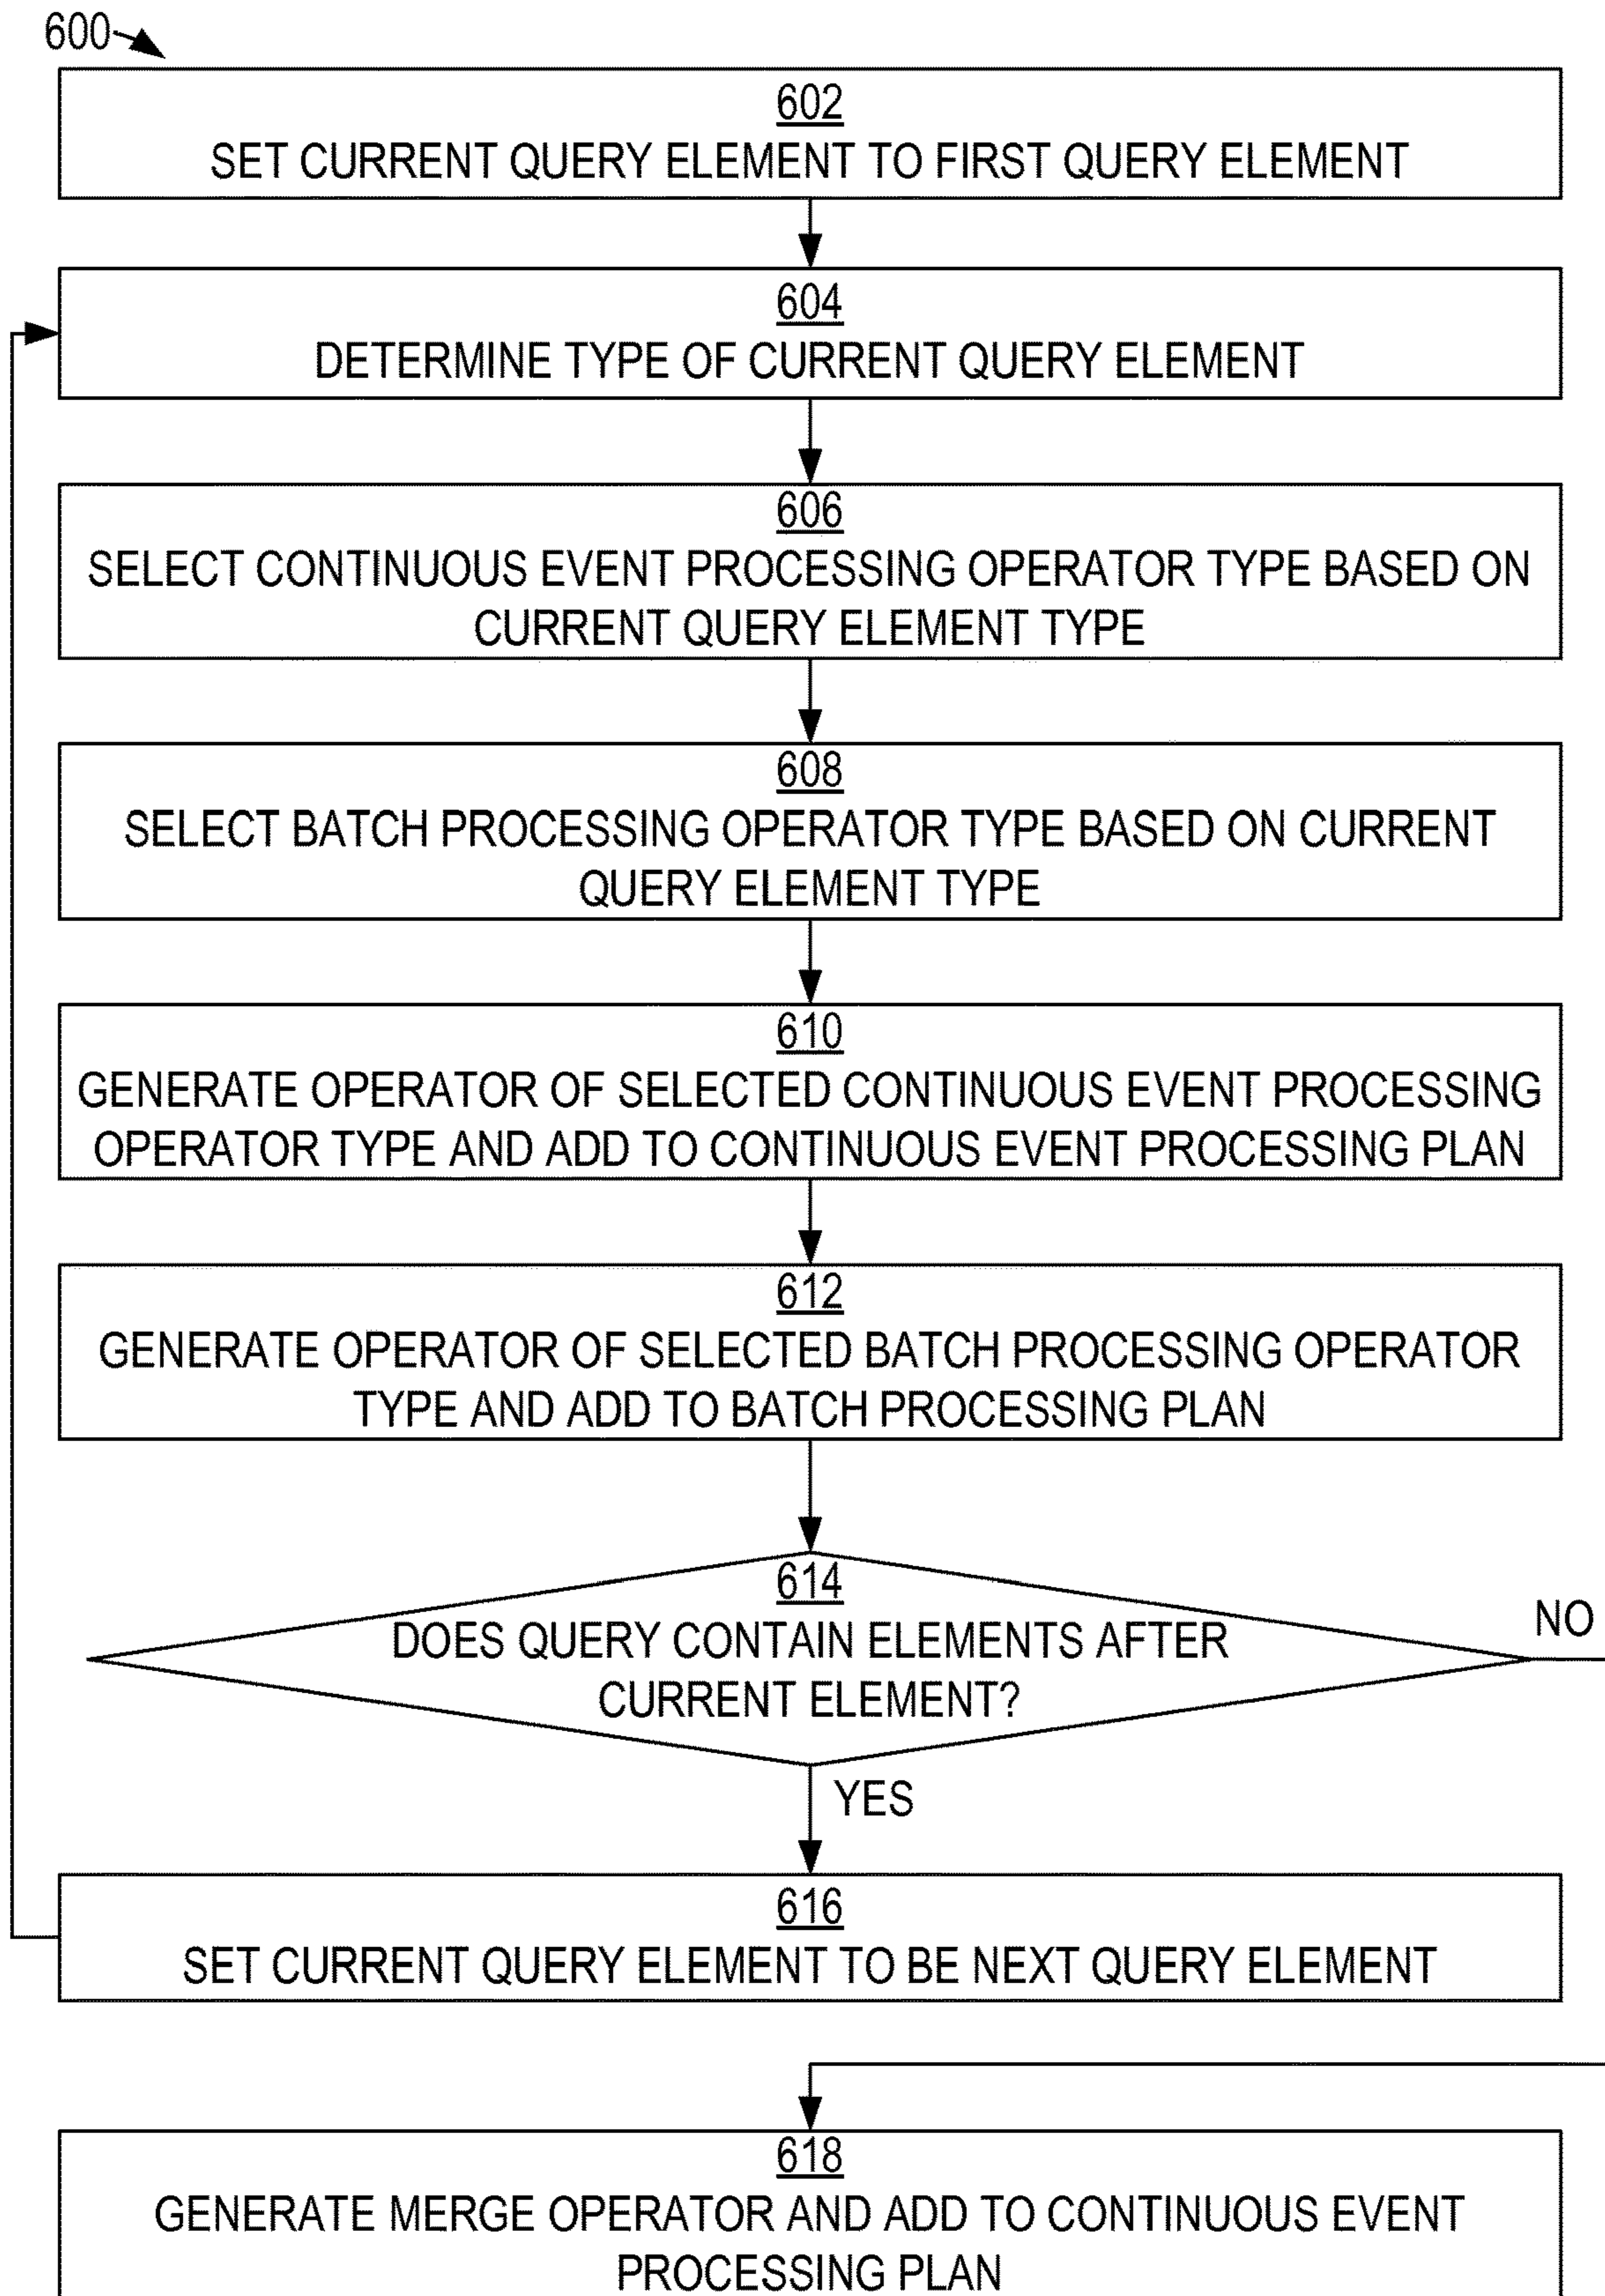 600
602
SET CURRENT QUERY ELEMENT TO FIRST QUERY ELEMENT
604
DETERMINE TYPE OF CURRENT QUERY ELEMENT
606
SELECT CONTINUOUS EVENT PROCESSING OPERATOR TYPE BASED ON
CURRENT QUERY ELEMENT TYPE
608
SELECT BATCH PROCESSING OPERATOR TYPE BASED ON CURRENT
QUERY ELEMENT TYPE
610
GENERATE OPERATOR OF SELECTED CONTINUOUS EVENT PROCESSING
OPERATOR TYPE AND ADD TO CONTINUOUS EVENT PROCESSING PLAN
612
GENERATE OPERATOR OF SELECTED BATCH PROCESSING OPERATOR
TYPE AND ADD TO BATCH PROCESSING PLAN
614
DOES QUERY CONTAIN ELEMENTS AFTER
CURRENT ELEMENT?
NO
YES
616
SET CURRENT QUERY ELEMENT TO BE NEXT QUERY ELEMENT
618
GENERATE MERGE OPERATOR AND ADD TO CONTINUOUS EVENT
PROCESSING PLAN